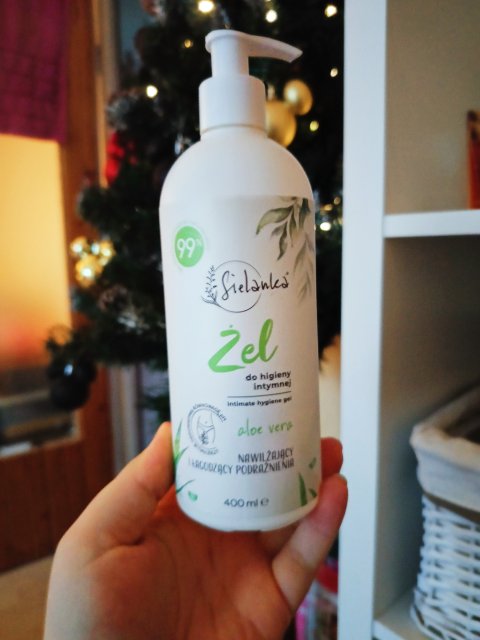 99%
Sielanka
Żel
do higieny
intymnej
intimate hygiene gel
aloe vera
NAWILŻAJĄCY
I ŁAGODZĄCY PODRAŻNIENIA
400 ml e